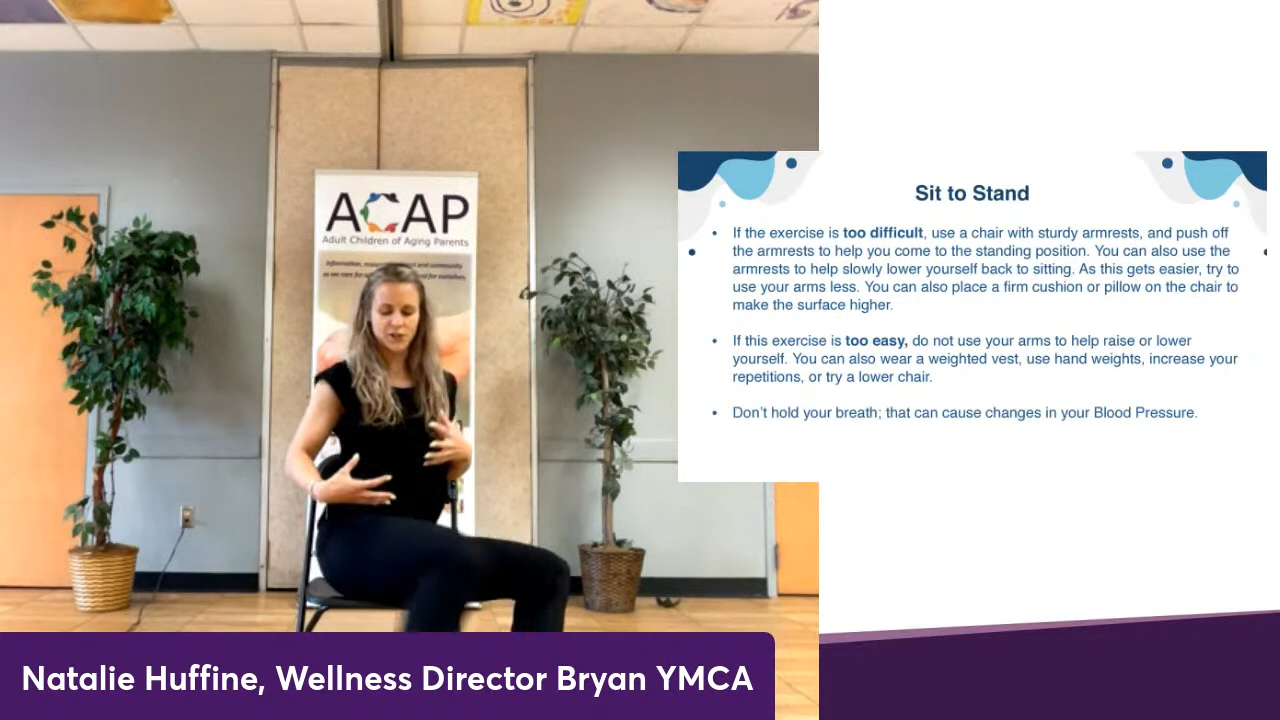 ACAP
Adult Children of Aging Parents
Sit to Stand
• If the exercise is too difficult, use a chair with sturdy armrests, and push off
the armrests to help you come to the standing position. You can also use the
armrests to help slowly lower yourself back to sitting. As this gets easier, try to
use your arms less. You can also place a firm cushion or pillow on the chair to
make the surface higher.
• If this exercise is too easy, do not use your arms to help raise or lower
yourself. You can also wear a weighted vest, use hand weights, increase your
repetitions, or try a lower chair.
• Don't hold your breath; that can cause changes in your Blood Pressure.
Natalie Huffine, Wellness Director Bryan YMCA